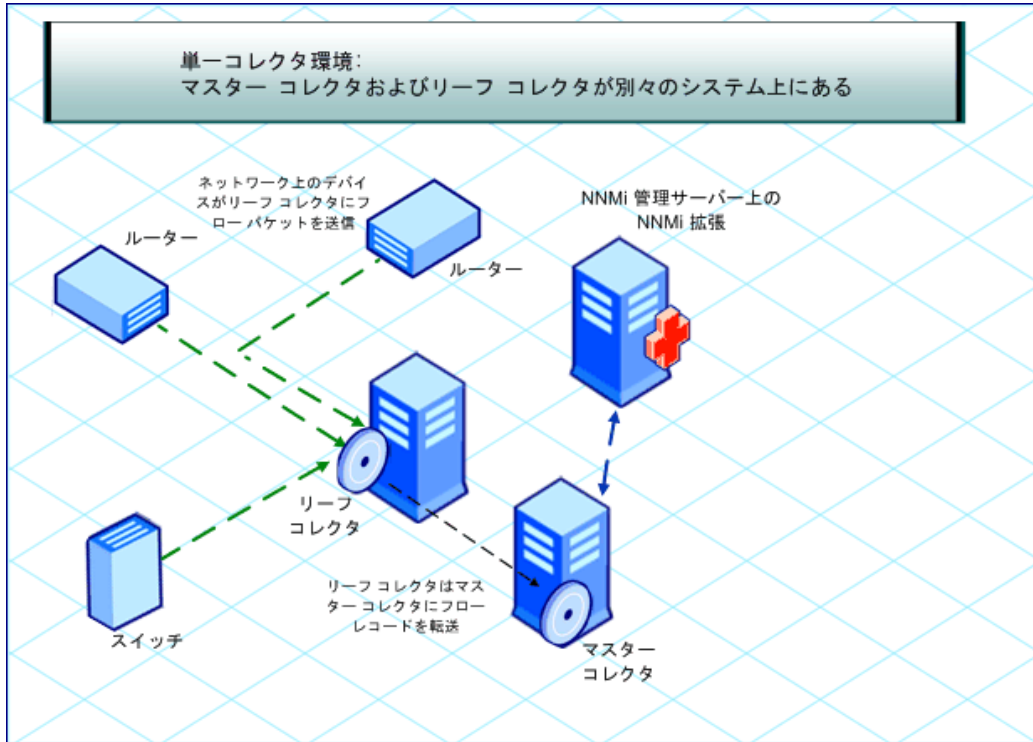 単一コレクタ環境:
マスター コレクタおよびリーフ コレクタが別々のシステム上にある
ネットワーク上のデバイ
スがリーフ コレクタにフ
ロー パケットを送信
ルーター
ルーター
NNMi 管理サーバー上の
NNMi 拡張
リーフ
コレクタ
リーフ コレクタはマス
ター コレクタにフロー
レコードを転送
スイッチ
マスター
コレクタ